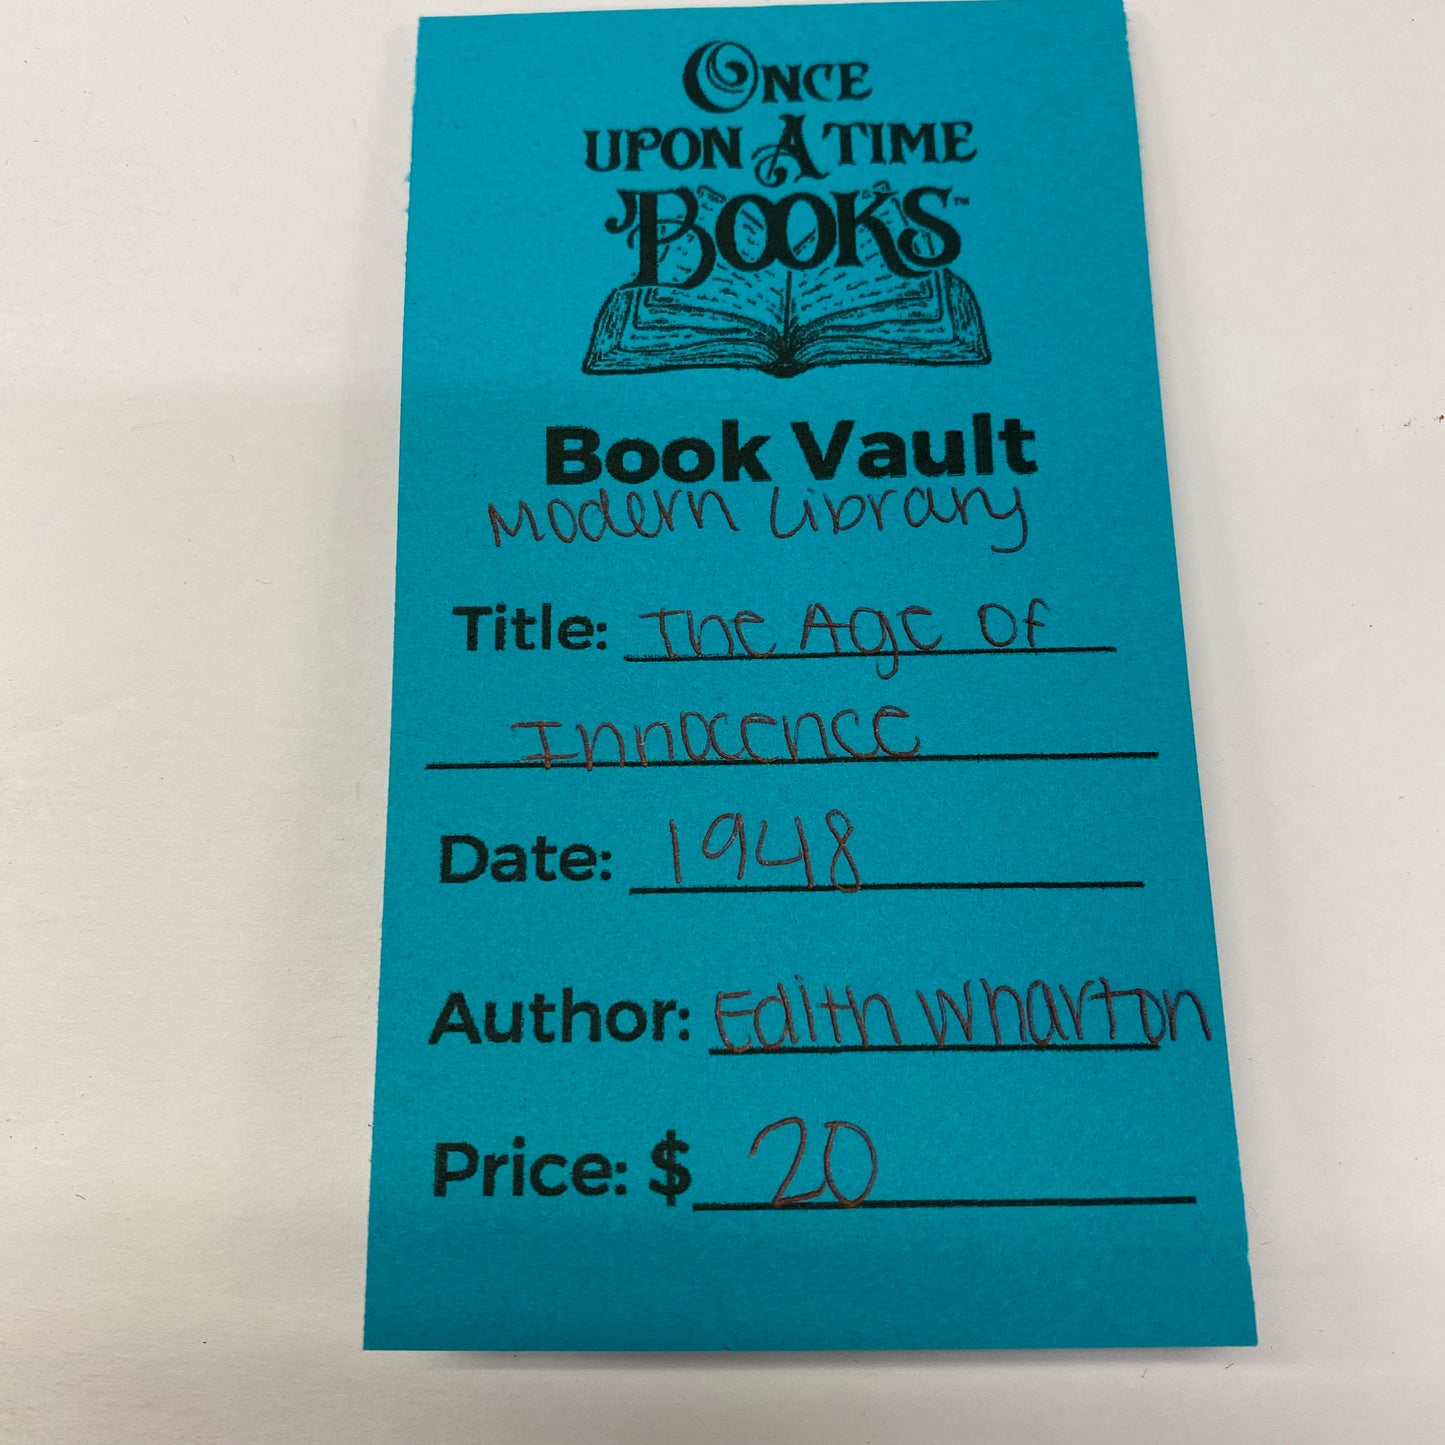 ONCE
UPON A TIME
BOOKS™
Book Vault
Modern Library
Title: The Age Of
Innocence
Date: 1948
Author: Edith Wharton
Price: $ 20